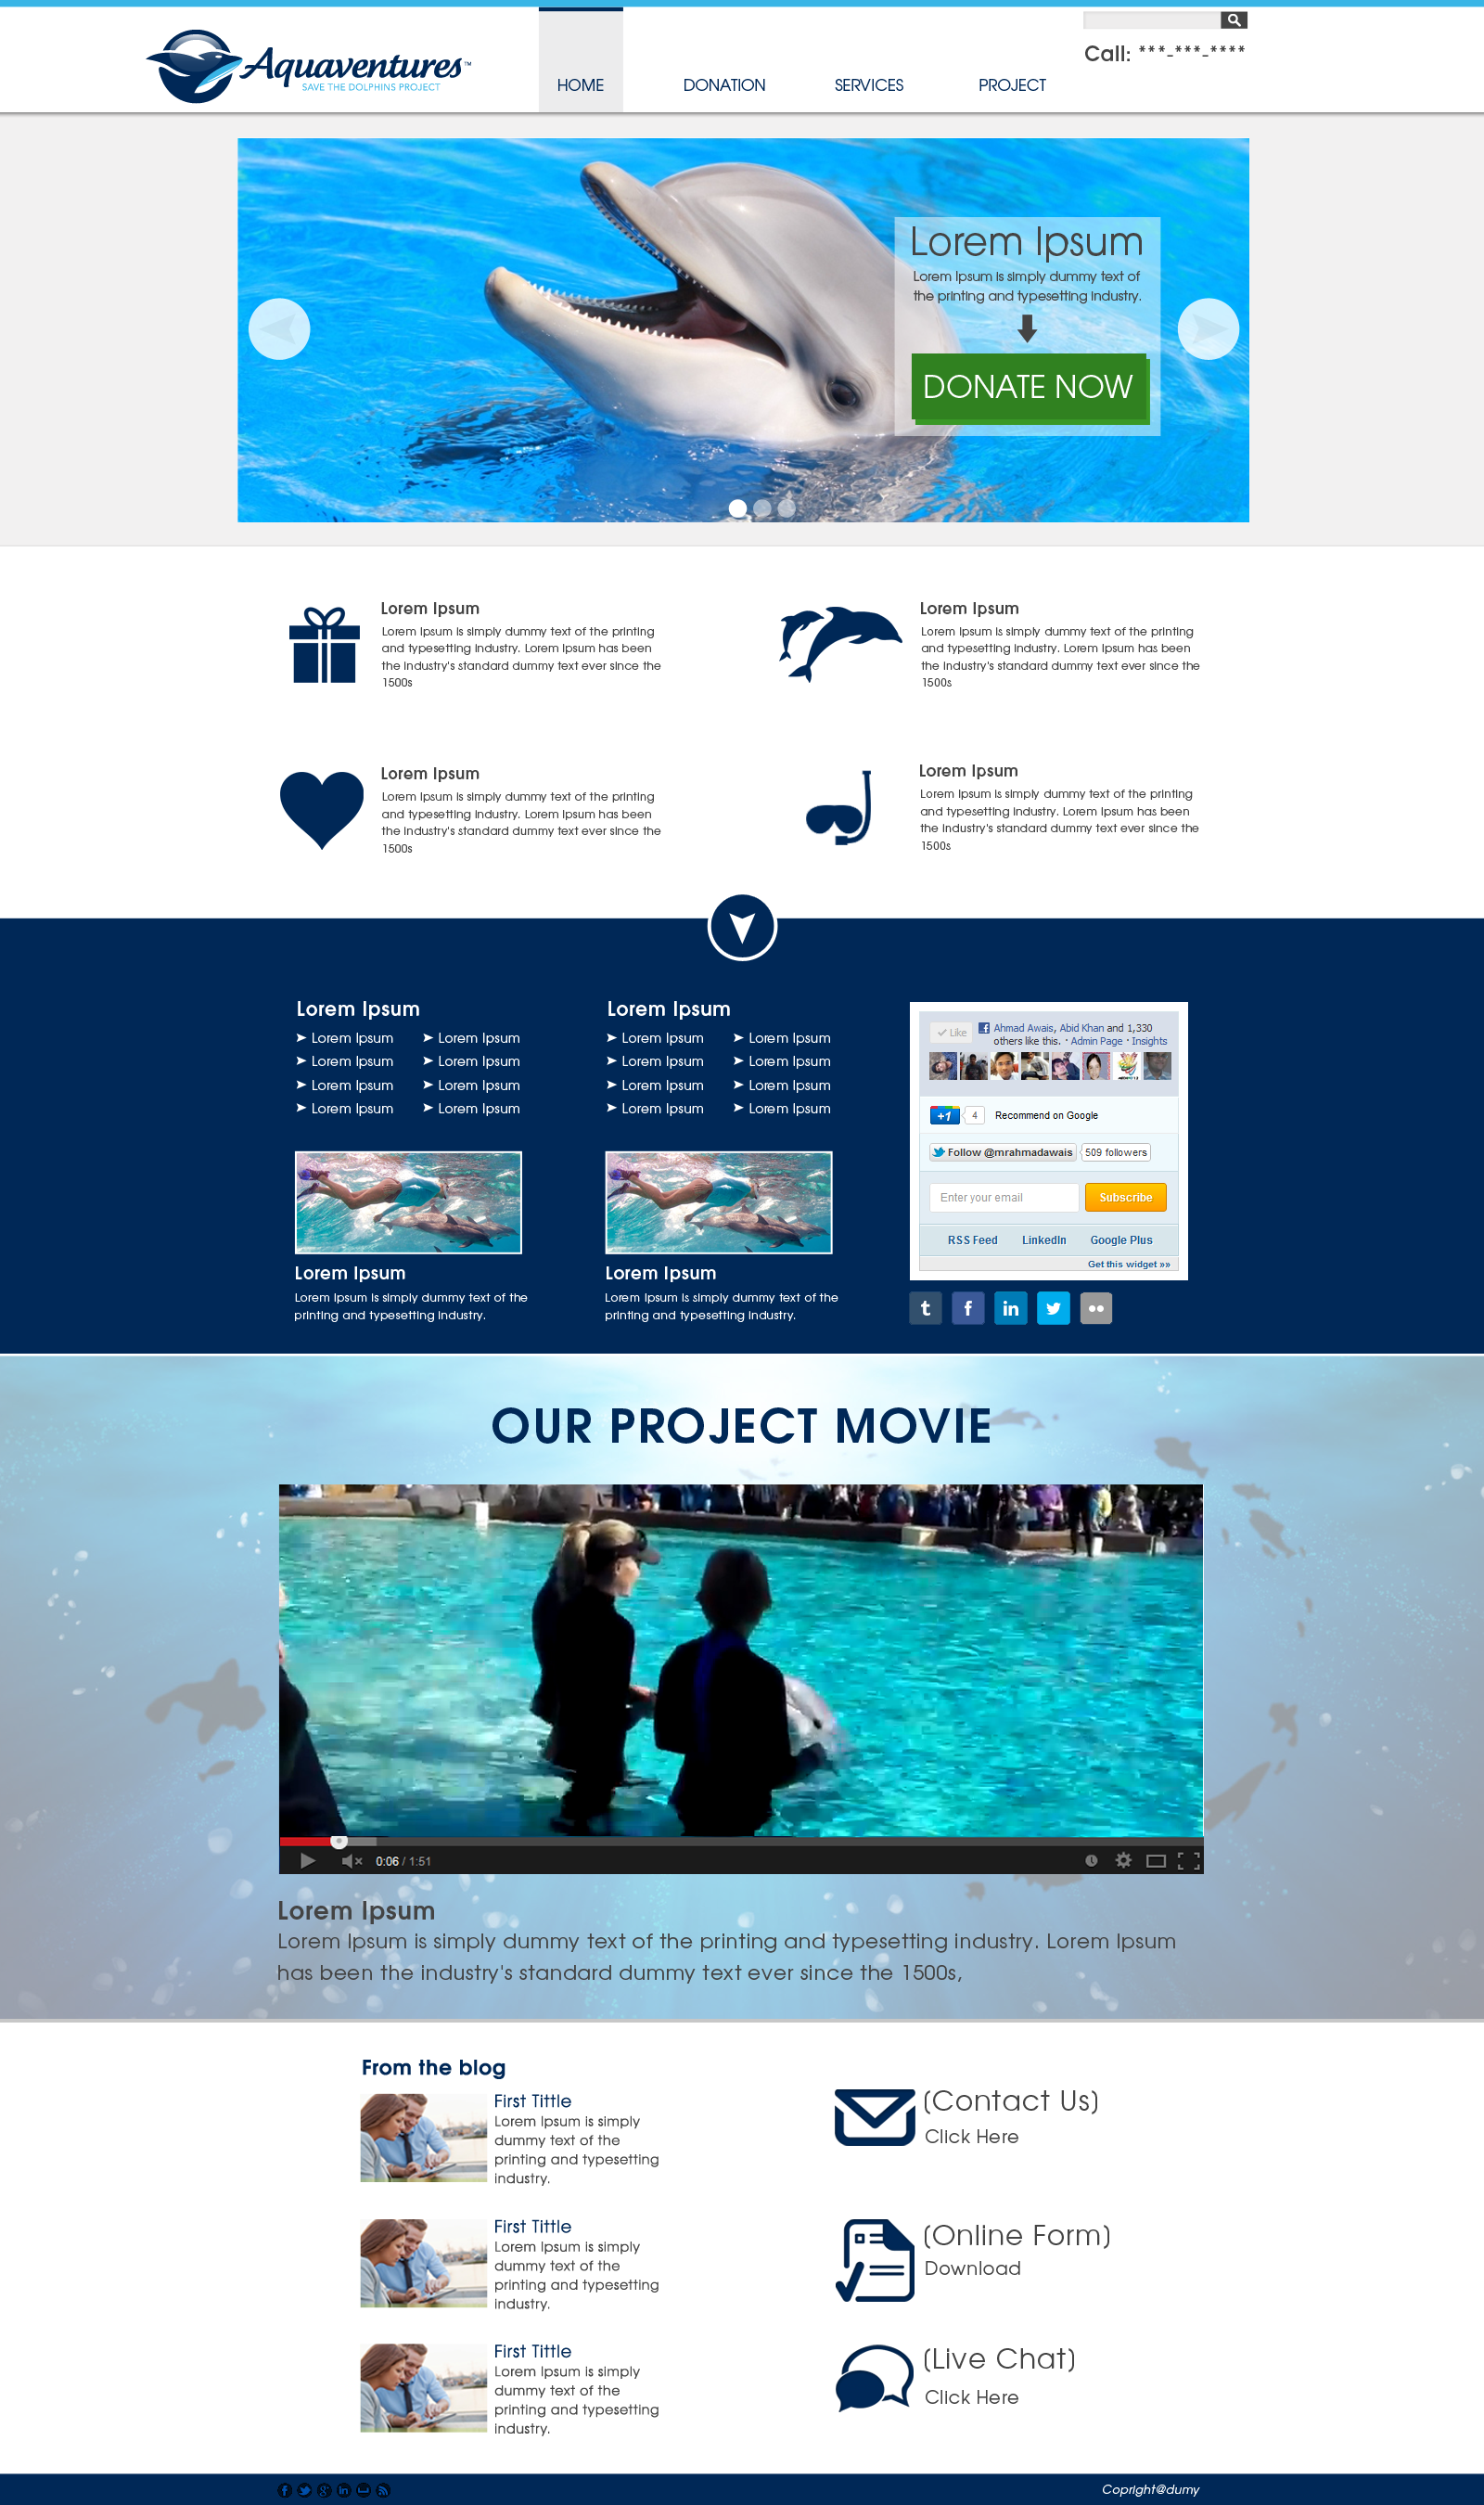 Aquaventures™
SAVE THE DOLPHINS PROJECT
HOME
DONATION
SERVICES
PROJECT
Call: ***-***-****
Lorem Ipsum
Lorem Ipsum is simply dummy text of
the printing and typesetting industry.
DONATE NOW
Lorem Ipsum
Lorem Ipsum is simply dummy text of the printing
and typesetting industry. Lorem Ipsum has been
the industry's standard dummy text ever since the
1500s
Lorem Ipsum
Lorem Ipsum is simply dummy text of the printing
and typesetting industry. Lorem Ipsum has been
the industry's standard dummy text ever since the
1500s
Lorem Ipsum
Lorem Ipsum is simply dummy text of the printing
and typesetting industry. Lorem Ipsum has been
the industry's standard dummy text ever since the
1500s
Lorem Ipsum
Lorem Ipsum is simply dummy text of the printing
and typesetting industry. Lorem Ipsum has been
the industry's standard dummy text ever since the
1500s
Lorem Ipsum
Lorem Ipsum
Lorem Ipsum
Lorem Ipsum
Lorem Ipsum
Lorem Ipsum
Lorem Ipsum
Lorem Ipsum
Lorem Ipsum
Lorem Ipsum
Lorem Ipsum is simply dummy text of the
printing and typesetting industry.
Lorem Ipsum
Lorem Ipsum
Lorem Ipsum
Lorem Ipsum
Lorem Ipsum
Lorem Ipsum
Lorem Ipsum
Lorem Ipsum
Lorem Ipsum
Lorem Ipsum
Lorem Ipsum is simply dummy text of the
printing and typesetting industry.
Like
Ahmad Awais, Abid Khan and 1,330
others like this. · Admin Page · Insights
+1
4
Recommend on Google
Follow @mrahmadawais
509 followers
Enter your email
Subscribe
RSS Feed
LinkedIn
Google Plus
Get this widget »»
t
f
in
OUR PROJECT MOVIE
0:06 / 1:51
Lorem Ipsum
Lorem Ipsum is simply dummy text of the printing and typesetting industry. Lorem Ipsum
has been the industry's standard dummy text ever since the 1500s,
From the blog
First Tittle
Lorem Ipsum is simply
dummy text of the
printing and typesetting
industry.
First Tittle
Lorem Ipsum is simply
dummy text of the
printing and typesetting
industry.
First Tittle
Lorem Ipsum is simply
dummy text of the
printing and typesetting
industry.
(Contact Us)
Click Here
(Online Form)
Download
(Live Chat)
Click Here
Copright@dumy